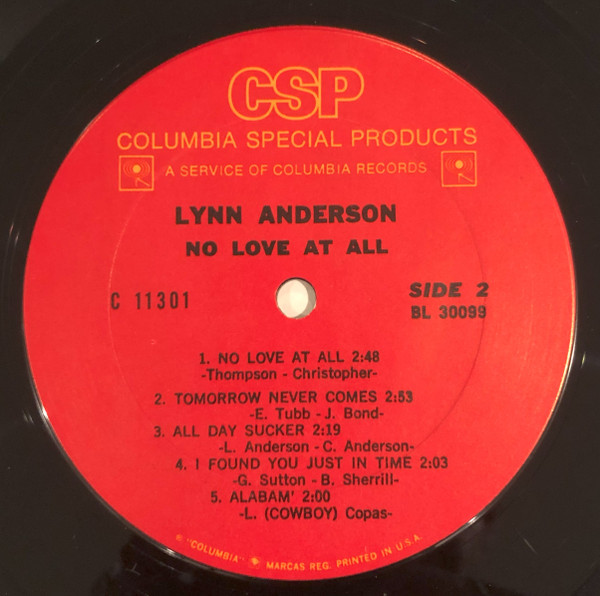 CSP
COLUMBIA SPECIAL PRODUCTS
A SERVICE OF COLUMBIA RECORDS
LYNN ANDERSON
NO LOVE AT ALL
C 11301
SIDE 2
BL 30099
1. NO LOVE AT ALL 2:48
-Thompson - Christopher-
2. TOMORROW NEVER COMES 2:53
-E. Tubb - J. Bond-
3. ALL DAY SUCKER 2:19
-L. Anderson - C. Anderson-
4. I FOUND YOU JUST IN TIME 2:03
-G. Sutton - B. Sherrill-
5. ALABAM' 2:00
-L. (COWBOY) Copas-
® "COLUMBIA" MARCAS REG. PRINTED IN U.S.A.